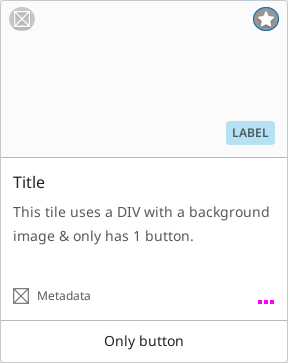 LABEL
Title
This tile uses a DIV with a background
image & only has 1 button.
Metadata
Only button